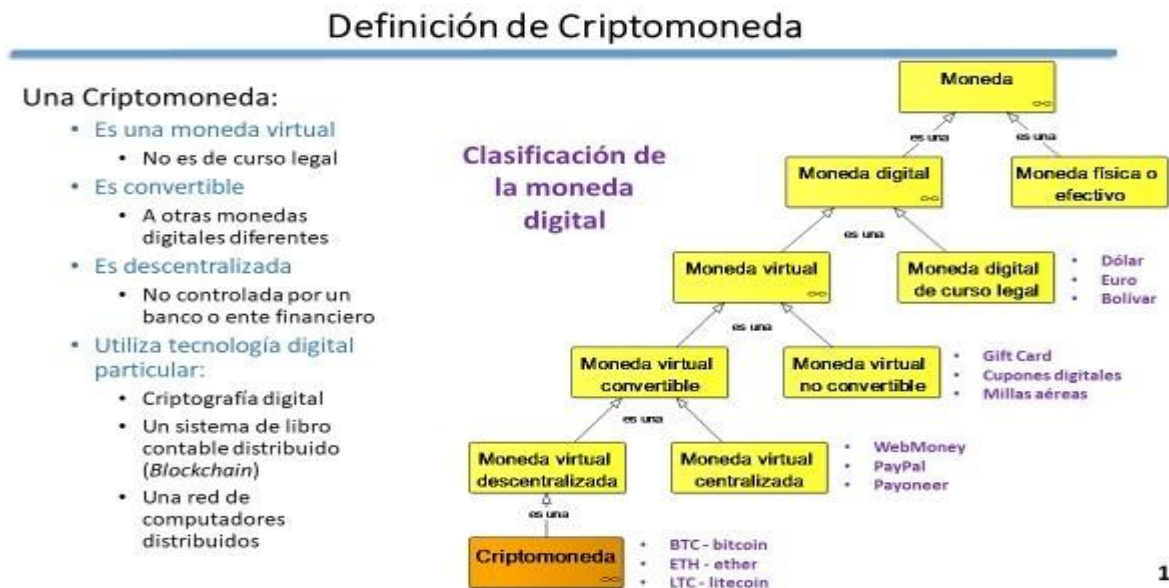 Definición de Criptomoneda
Una Criptomoneda:
• Es una moneda virtual
• No es de curso legal
• Es convertible
• A otras monedas
digitales diferentes
• Es descentralizada
• No controlada por un
banco o ente financiero
• Utiliza tecnología digital
particular:
• Criptografía digital
• Un sistema de libro
contable distribuido
(Blockchain)
• Una red de
computadores
distribuidos
Clasificación de
la moneda
digital
Moneda
es una
es una
Moneda digital
Moneda física o
efectivo
es una
Moneda virtual
Moneda digital
de curso legal
• Dólar
• Euro
• Bolívar
es una
Moneda virtual
convertible
Moneda virtual
no convertible
• Gift Card
• Cupones digitales
• Millas aéreas
es una
Moneda virtual
descentralizada
Moneda virtual
centralizada
• WebMoney
• PayPal
• Payoneer
es una
Criptomoneda
• BTC - bitcoin
• ETH - ether
• LTC - litecoin
1